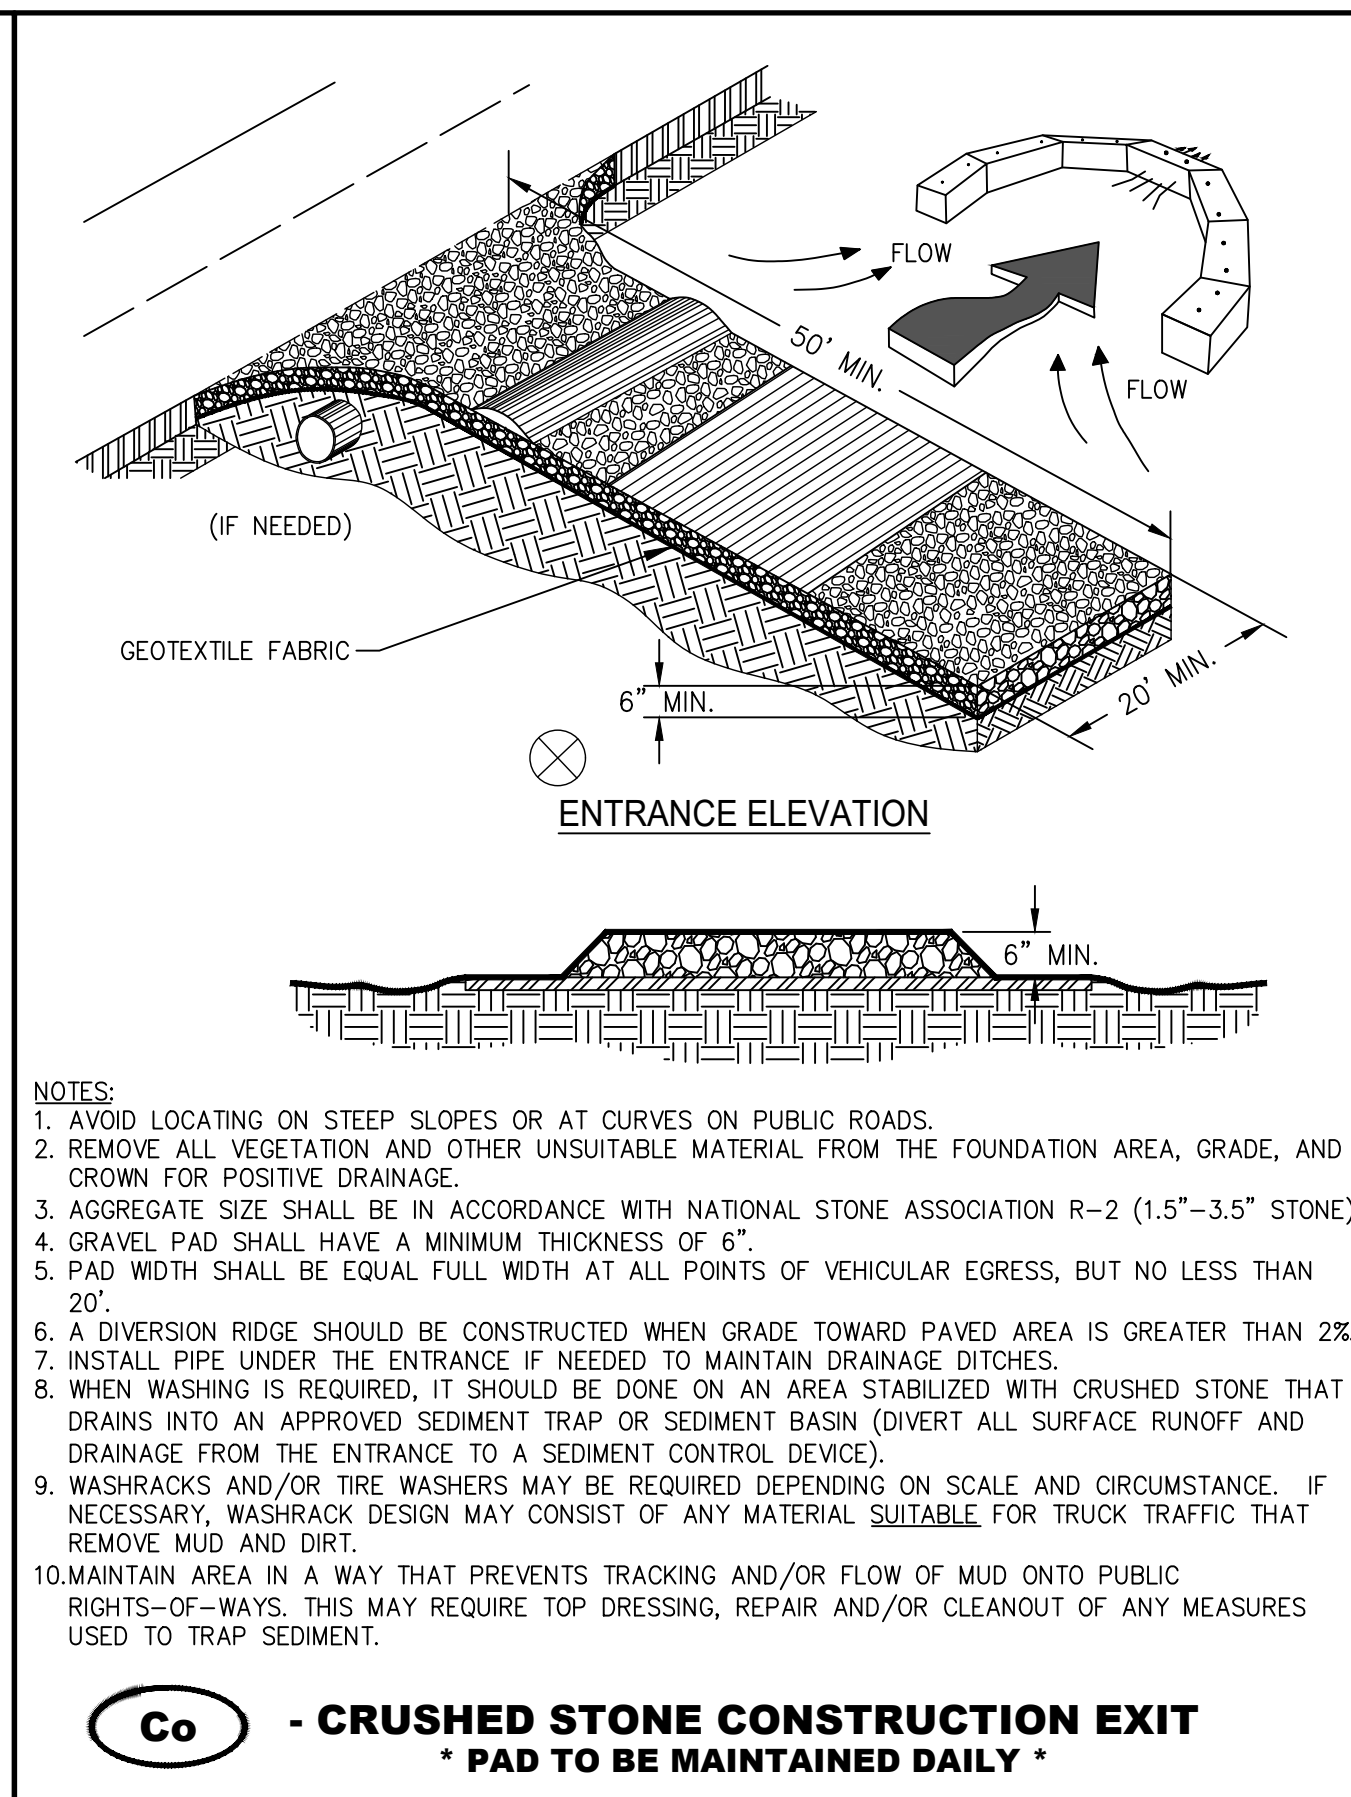 FLOW
50' MIN.
FLOW
(IF NEEDED)
GEOTEXTILE FABRIC
20' MIN.
6" MIN.
ENTRANCE ELEVATION
6" MIN.
NOTES:
1. AVOID LOCATING ON STEEP SLOPES OR AT CURVES ON PUBLIC ROADS.
2. REMOVE ALL VEGETATION AND OTHER UNSUITABLE MATERIAL FROM THE FOUNDATION AREA, GRADE, AND
CROWN FOR POSITIVE DRAINAGE.
3. AGGREGATE SIZE SHALL BE IN ACCORDANCE WITH NATIONAL STONE ASSOCIATION R-2 (1.5"-3.5" STONE)
4. GRAVEL PAD SHALL HAVE A MINIMUM THICKNESS OF 6".
5. PAD WIDTH SHALL BE EQUAL FULL WIDTH AT ALL POINTS OF VEHICULAR EGRESS, BUT NO LESS THAN
20'.
6. A DIVERSION RIDGE SHOULD BE CONSTRUCTED WHEN GRADE TOWARD PAVED AREA IS GREATER THAN 2%.
7. INSTALL PIPE UNDER THE ENTRANCE IF NEEDED TO MAINTAIN DRAINAGE DITCHES.
8. WHEN WASHING IS REQUIRED, IT SHOULD BE DONE ON AN AREA STABILIZED WITH CRUSHED STONE THAT
DRAINS INTO AN APPROVED SEDIMENT TRAP OR SEDIMENT BASIN (DIVERT ALL SURFACE RUNOFF AND
DRAINAGE FROM THE ENTRANCE TO A SEDIMENT CONTROL DEVICE).
9. WASHRACKS AND/OR TIRE WASHERS MAY BE REQUIRED DEPENDING ON SCALE AND CIRCUMSTANCE. IF
NECESSARY, WASHRACK DESIGN MAY CONSIST OF ANY MATERIAL SUITABLE FOR TRUCK TRAFFIC THAT
REMOVE MUD AND DIRT.
10.MAINTAIN AREA IN A WAY THAT PREVENTS TRACKING AND/OR FLOW OF MUD ONTO PUBLIC
RIGHTS-OF-WAYS. THIS MAY REQUIRE TOP DRESSING, REPAIR AND/OR CLEANOUT OF ANY MEASURES
USED TO TRAP SEDIMENT.
Co - CRUSHED STONE CONSTRUCTION EXIT
* PAD TO BE MAINTAINED DAILY *